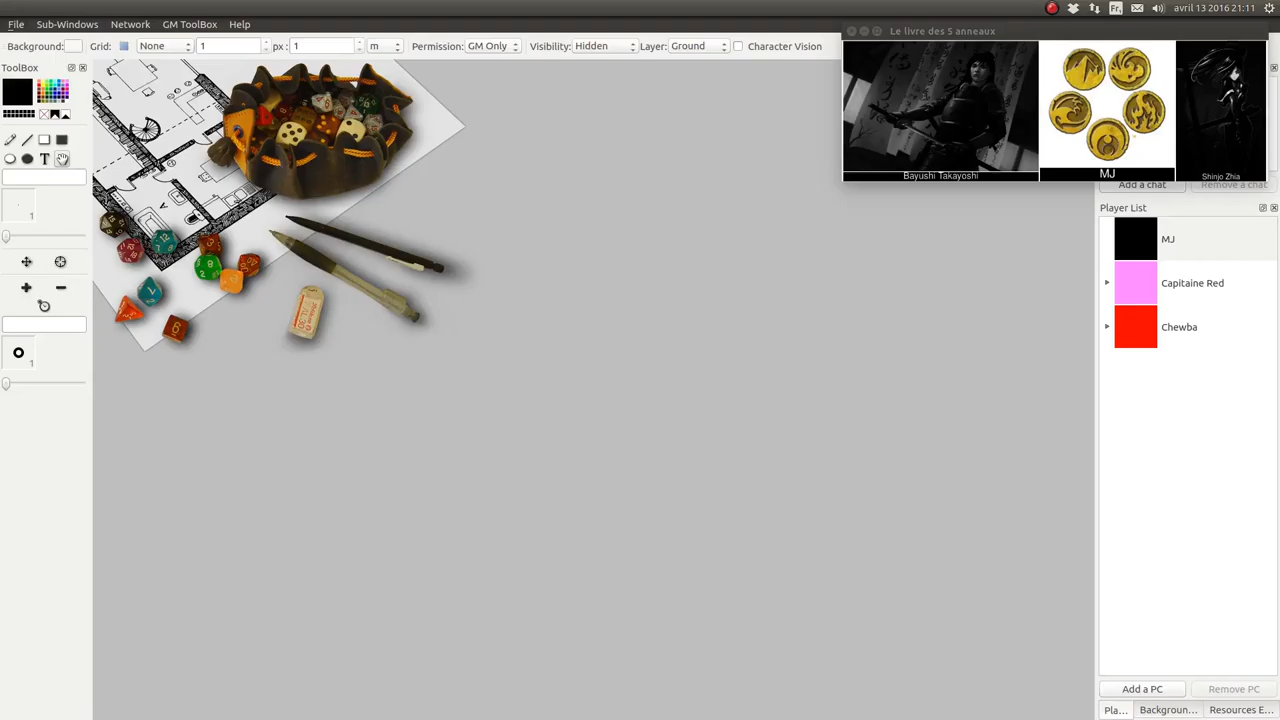 Fr₁ avril 13 2016 21:11
File Sub-Windows Network GM ToolBox Help
Background: Grid: None 1 px : 1 m Permission: GM Only Visibility: Hidden Layer: Ground Character Vision
Le livre des 5 anneaux
ToolBox
T
1
1
Bayushi Takayoshi MJ Shinjo Zhia
Add a chat Remove a chat
Player List
MJ
Capitaine Red
Chewba
Add a PC Remove PC
Pla... Backgroun... Resources E...